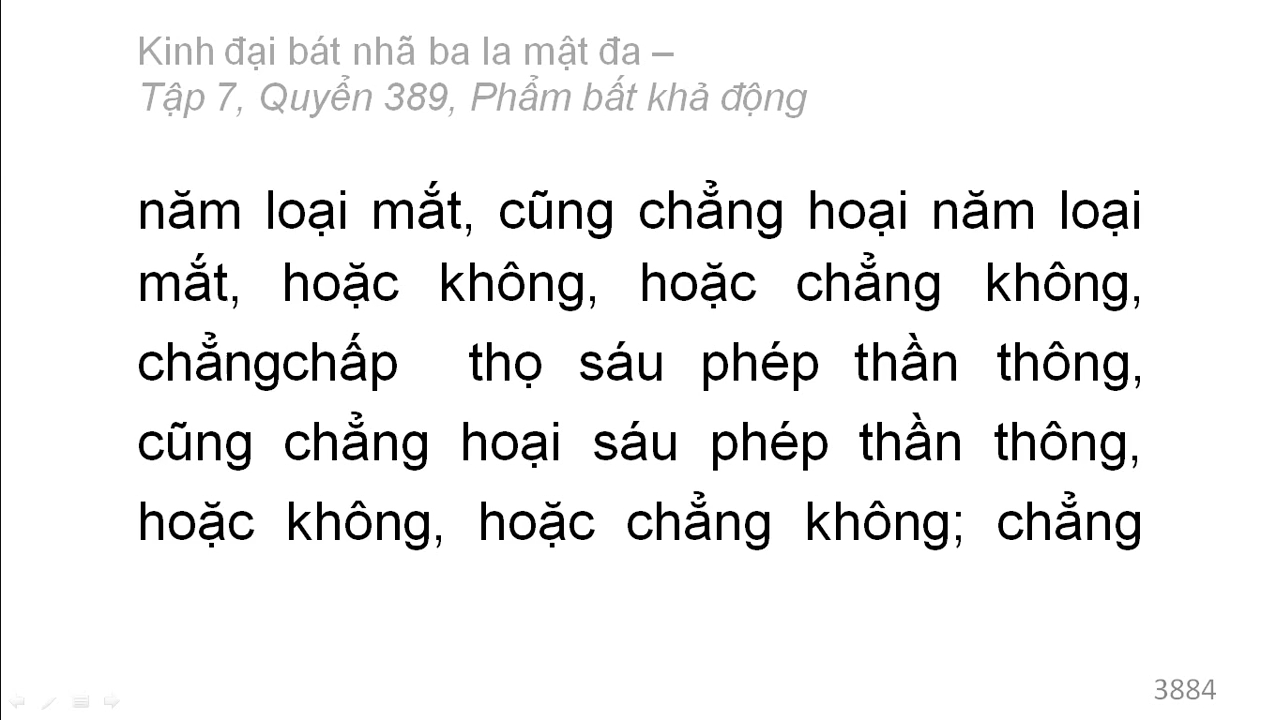 Kinh đại bát nhã ba la mật đa –
Tập 7, Quyển 389, Phẩm bất khả động
năm loại mắt, cũng chẳng hoại năm loại
mắt, hoặc không, hoặc chẳng không,
chẳngchấp thọ sáu phép thần thông,
cũng chẳng hoại sáu phép thần thông,
hoặc không, hoặc chẳng không; chẳng
3884